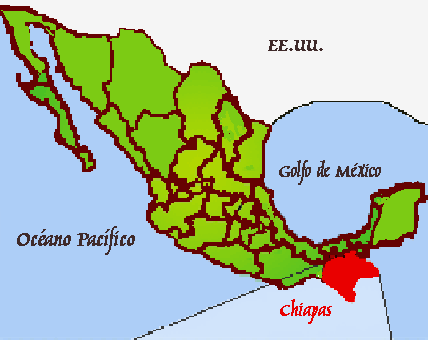 EE.UU.
Golfo de México
Océano Pacífico
Chiapas